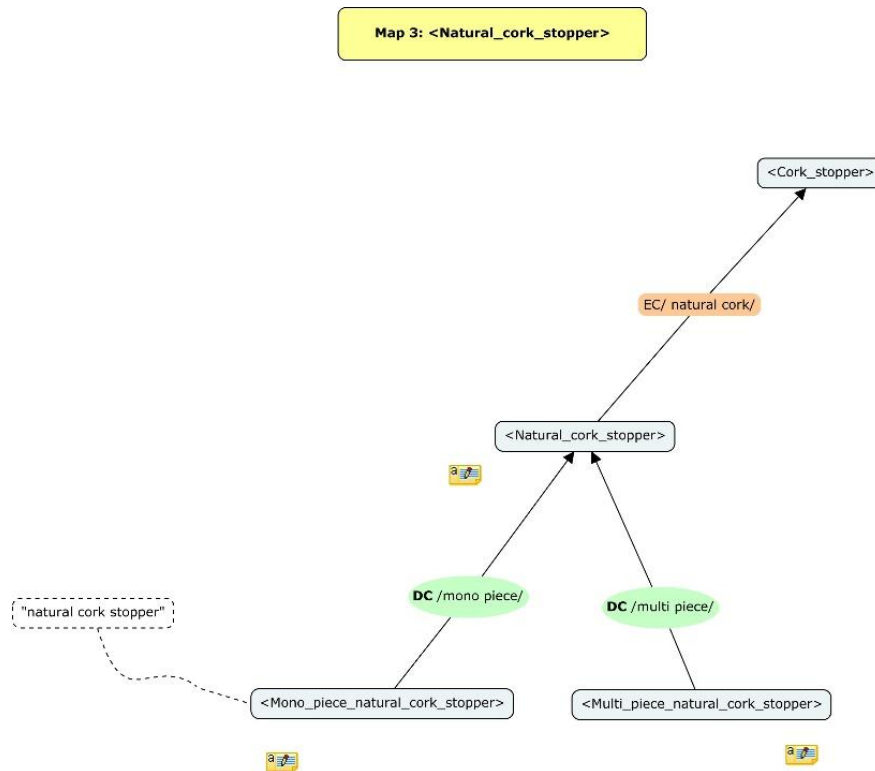 Map 3: <Natural_cork_stopper>
<Cork_stopper>
EC/ natural cork/
<Natural_cork_stopper>
a
DC /mono piece/
DC /multi piece/
"natural cork stopper"
<Mono_piece_natural_cork_stopper>
<Multi_piece_natural_cork_stopper>
a
a